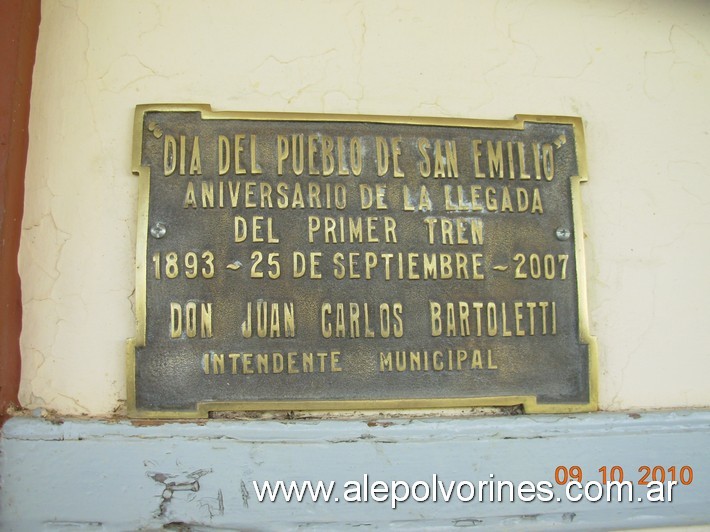 "DIA DEL PUEBLO DE SAN EMILIO"
ANIVERSARIO DE LA LLEGADA
DEL PRIMER TREN
1893 ~ 25 DE SEPTIEMBRE ~ 2007
DON JUAN CARLOS BARTOLETTI
INTENDENTE MUNICIPAL
09 10 2010
www.alepolvorines.com.ar